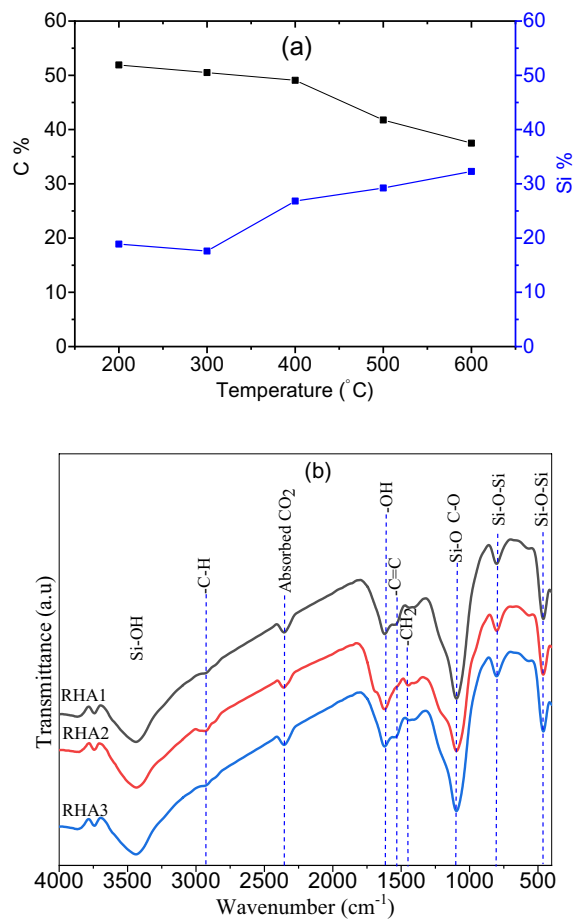 (a)
60
50
40
30
20
10
0
C %
60
50
40
30
20
10
0
Si %
200 300 400 500 600
Temperature (°C)
(b)
Si-OH
-C-H
Absorbed CO2
-OH
-C=C
-CH2
Si-O C-O
Si-O-Si
Si-O-Si
RHA1
RHA2
RHA3
Transmittance (a.u)
4000 3500 3000 2500 2000 1500 1000 500
Wavenumber (cm-1)